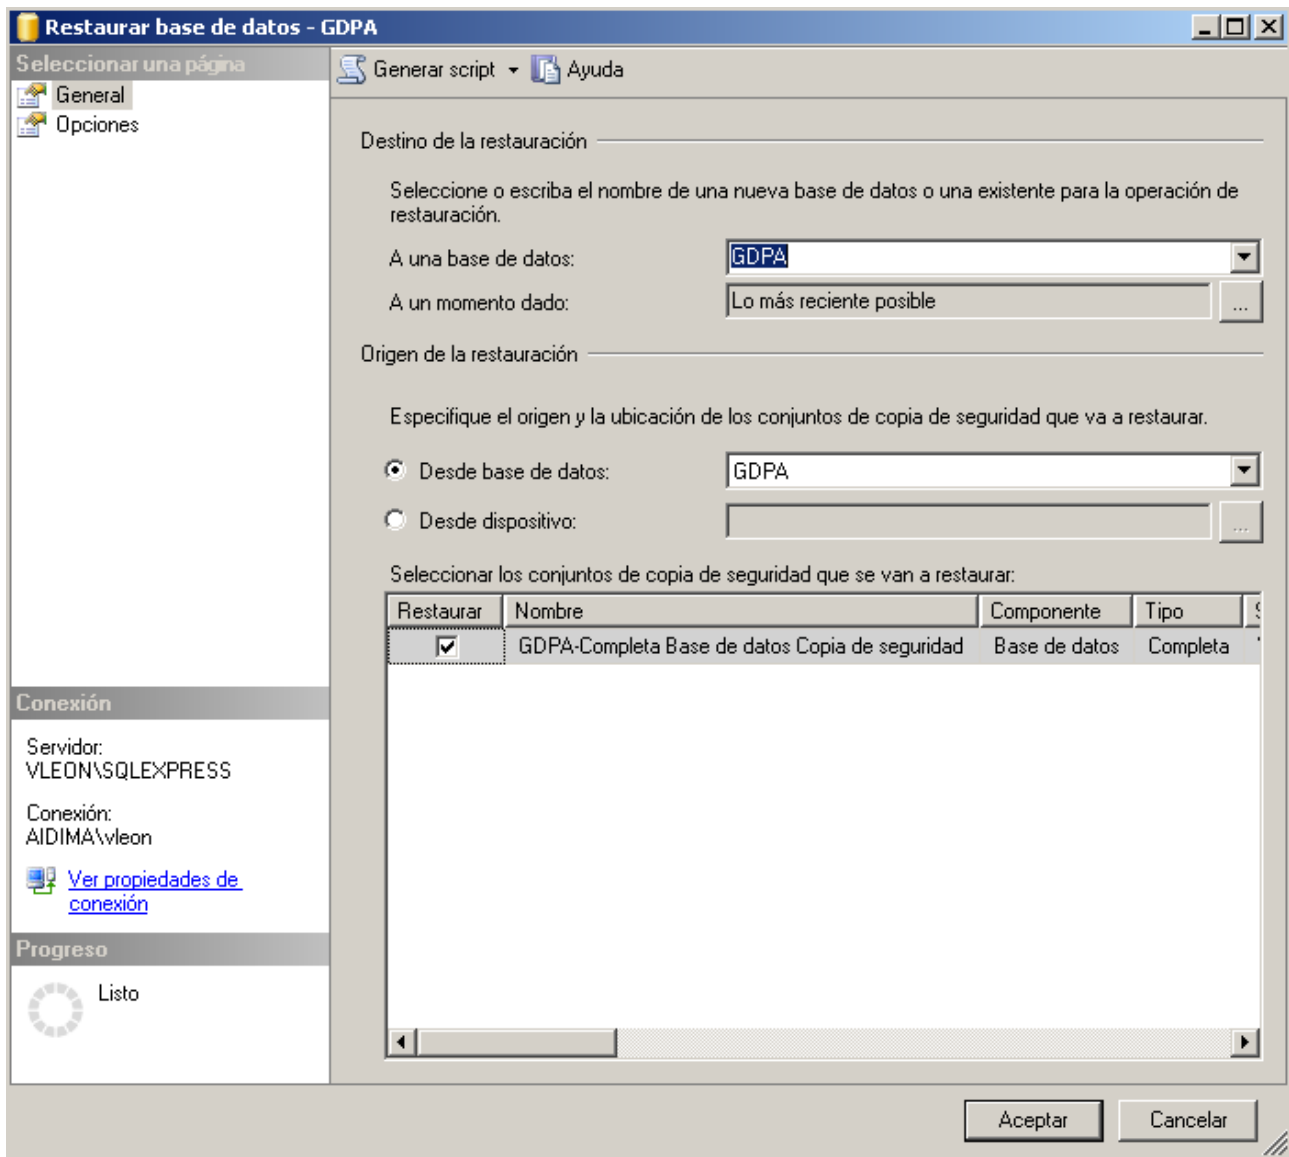 Restaurar base de datos - GDPA
Seleccionar una página
General
Opciones
Generar script
Ayuda
Destino de la restauración
Seleccione o escriba el nombre de una nueva base de datos o una existente para la operación de
restauración.
A una base de datos:
GDPA
A un momento dado:
Lo más reciente posible
...
Origen de la restauración
Especifique el origen y la ubicación de los conjuntos de copia de seguridad que va a restaurar.
Desde base de datos:
GDPA
Desde dispositivo:
...
Seleccionar los conjuntos de copia de seguridad que se van a restaurar:
Restaurar Nombre Componente Tipo
GDPA-Completa Base de datos Copia de seguridad Base de datos Completa
Conexión
Servidor:
VLEON\SQLEXPRESS
Conexión:
AIDIMA\vleon
Ver propiedades de
conexión
Progreso
Listo
Aceptar
Cancelar